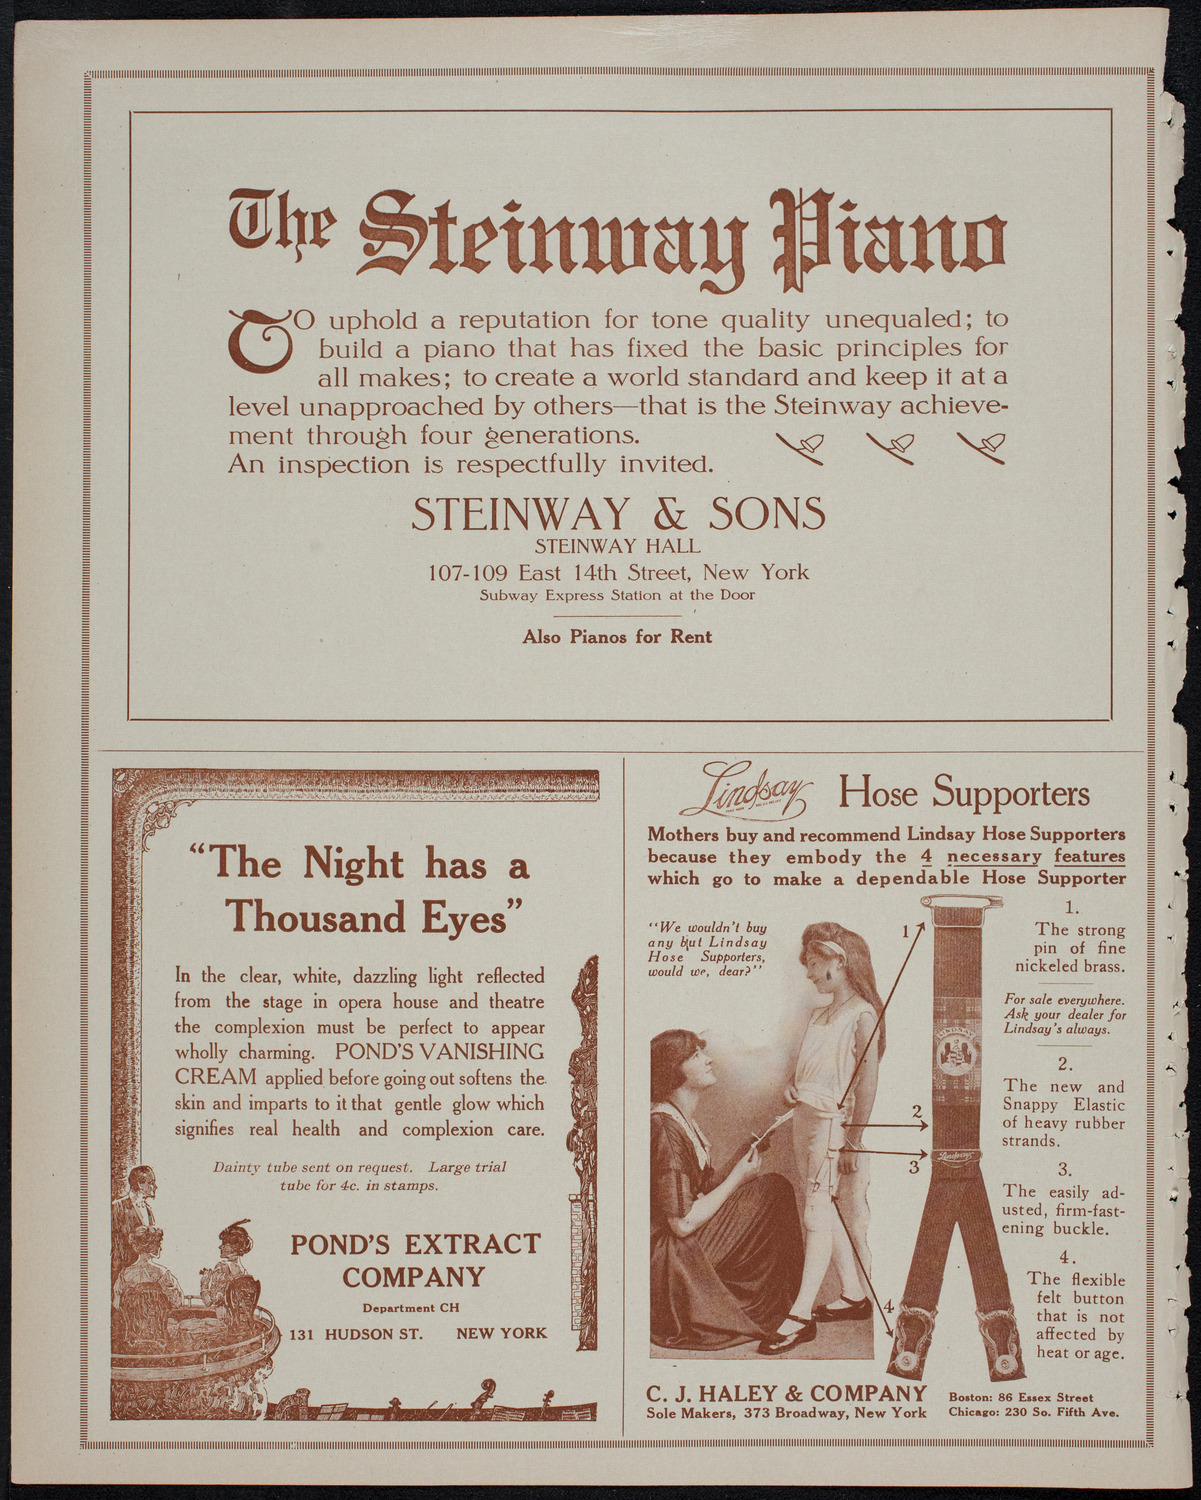 The Steinway Piano
TO uphold a reputation for tone quality unequaled; to
build a piano that has fixed the basic principles for
all makes; to create a world standard and keep it at a
level unapproached by others—that is the Steinway achieve-
ment through four generations.
An inspection is respectfully invited.
STEINWAY & SONS
STEINWAY HALL
107-109 East 14th Street, New York
Subway Express Station at the Door
Also Pianos for Rent
"The Night has a
Thousand Eyes"
In the clear, white, dazzling light reflected
from the stage in opera house and theatre
the complexion must be perfect to appear
wholly charming. POND'S VANISHING
CREAM applied before going out softens the
skin and imparts to it that gentle glow which
signifies real health and complexion care.
Dainty tube sent on request. Large trial
tube for 4c. in stamps.
POND'S EXTRACT
COMPANY
Department CH
131 HUDSON ST. NEW YORK
Lindsay Hose Supporters
Mothers buy and recommend Lindsay Hose Supporters
because they embody the 4 necessary features
which go to make a dependable Hose Supporter
"We wouldn't buy
any but Lindsay
Hose Supporters,
would we, dear?"
1
2
3
4
LINDSAY
Lindsay
1.
The strong
pin of fine
nickeled brass.
For sale everywhere.
Ask your dealer for
Lindsay's always.
2.
The new and
Snappy Elastic
of heavy rubber
strands.
3.
The easily ad-
usted, firm-fast-
ening buckle.
4.
The flexible
felt button
that is not
affected by
heat or age.
C. J. HALEY & COMPANY
Sole Makers, 373 Broadway, New York
Boston: 86 Essex Street
Chicago: 230 So. Fifth Ave.